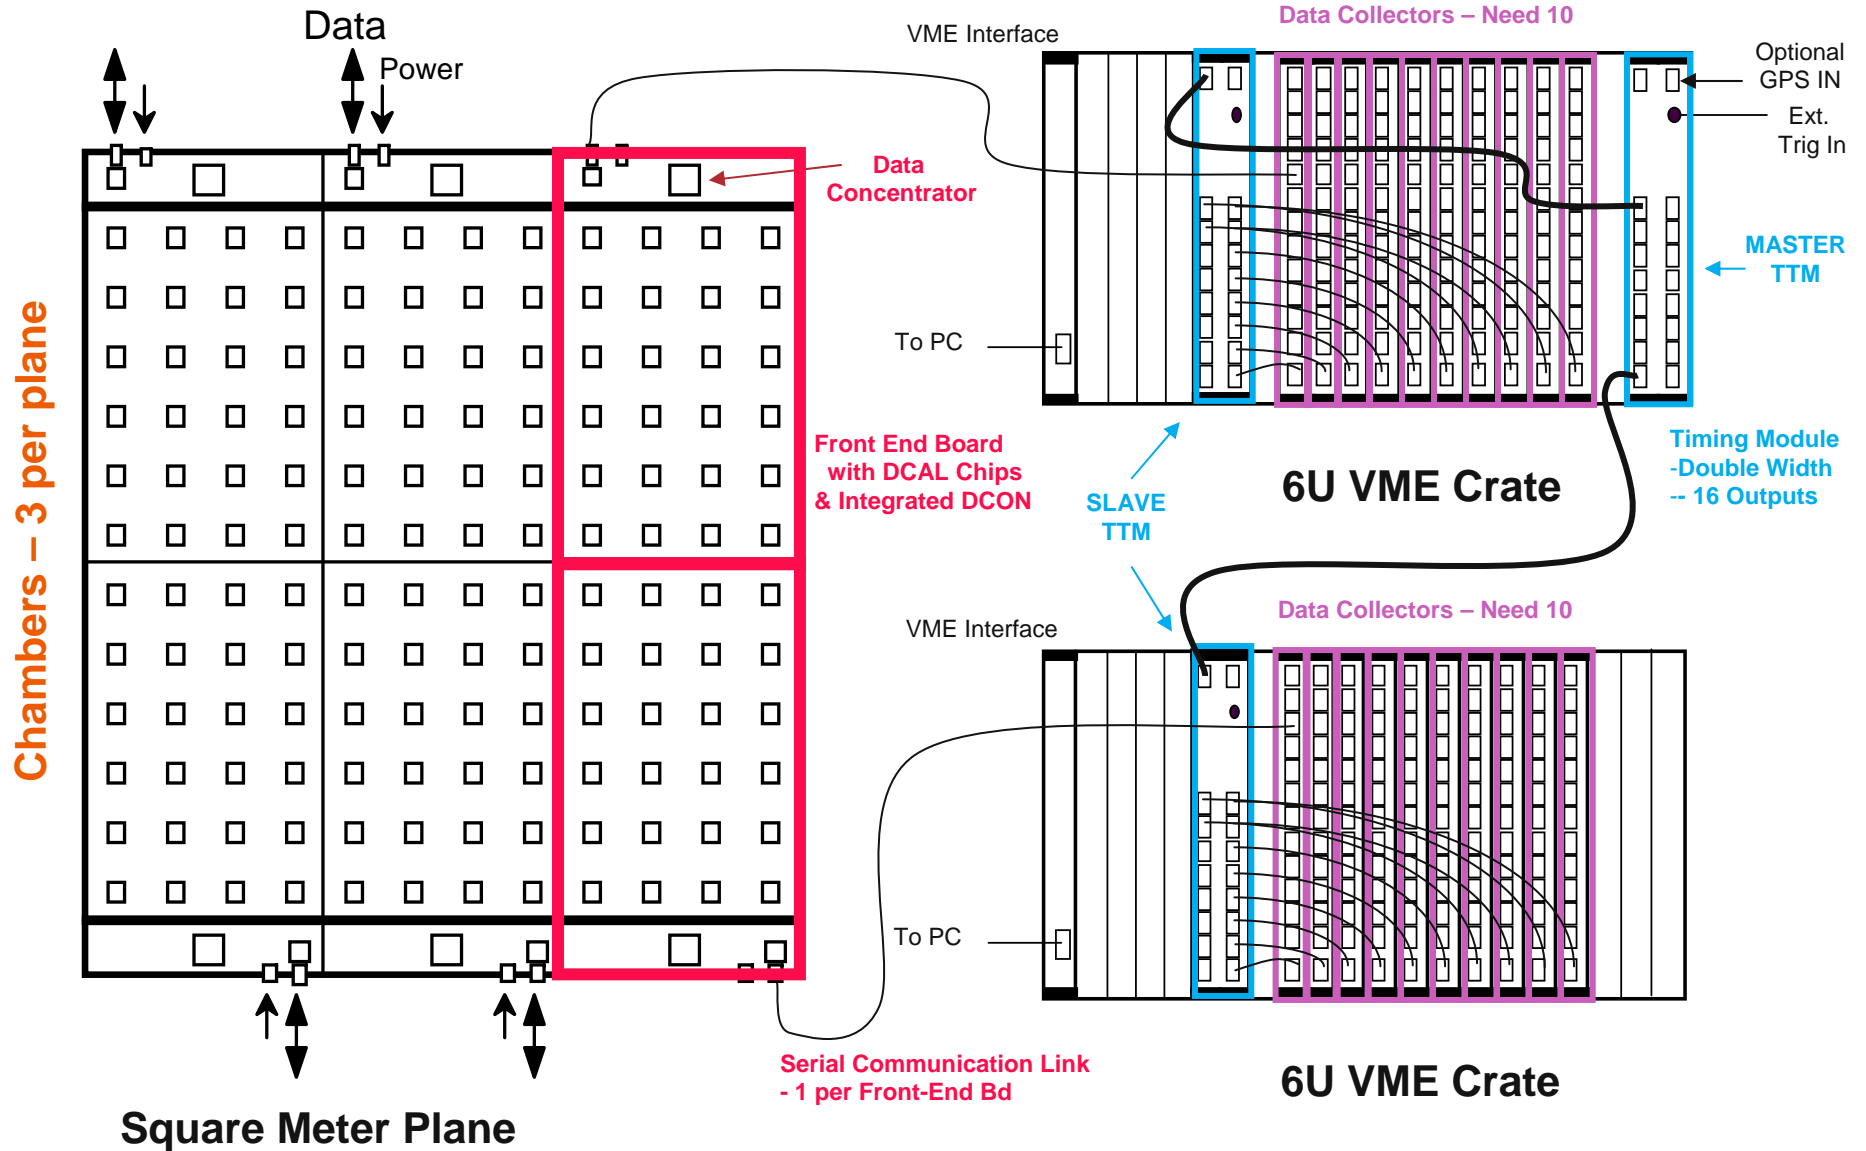 Data
Power
Chambers – 3 per plane
Data
Concentrator
Front End Board
with DCAL Chips
& Integrated DCON
Serial Communication Link
- 1 per Front-End Bd
Square Meter Plane
VME Interface
Data Collectors – Need 10
Optional
GPS IN
Ext.
Trig In
MASTER
TTM
To PC
Timing Module
-Double Width
-- 16 Outputs
6U VME Crate
SLAVE
TTM
VME Interface
Data Collectors – Need 10
To PC
6U VME Crate